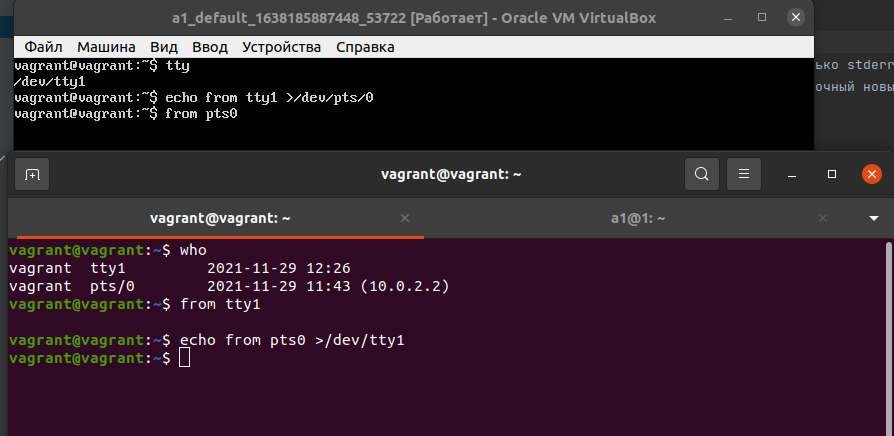 a1_default_1638185887448_53722 [Работает] - Oracle VM VirtualBox
Файл Машина Вид Ввод Устройства Справка
vagrant@vagrant:~$ tty
/dev/tty1
vagrant@vagrant:~$ echo from tty1 >/dev/pts/0
vagrant@vagrant:~$ from pts0
ько stderr
очный новы
vagrant@vagrant: ~
vagrant@vagrant: ~ × a1@1: ~ ×
vagrant@vagrant:~$ who
vagrant  tty1         2021-11-29 12:26
vagrant  pts/0        2021-11-29 11:43 (10.0.2.2)
vagrant@vagrant:~$ from tty1
vagrant@vagrant:~$ echo from pts0 >/dev/tty1
vagrant@vagrant:~$